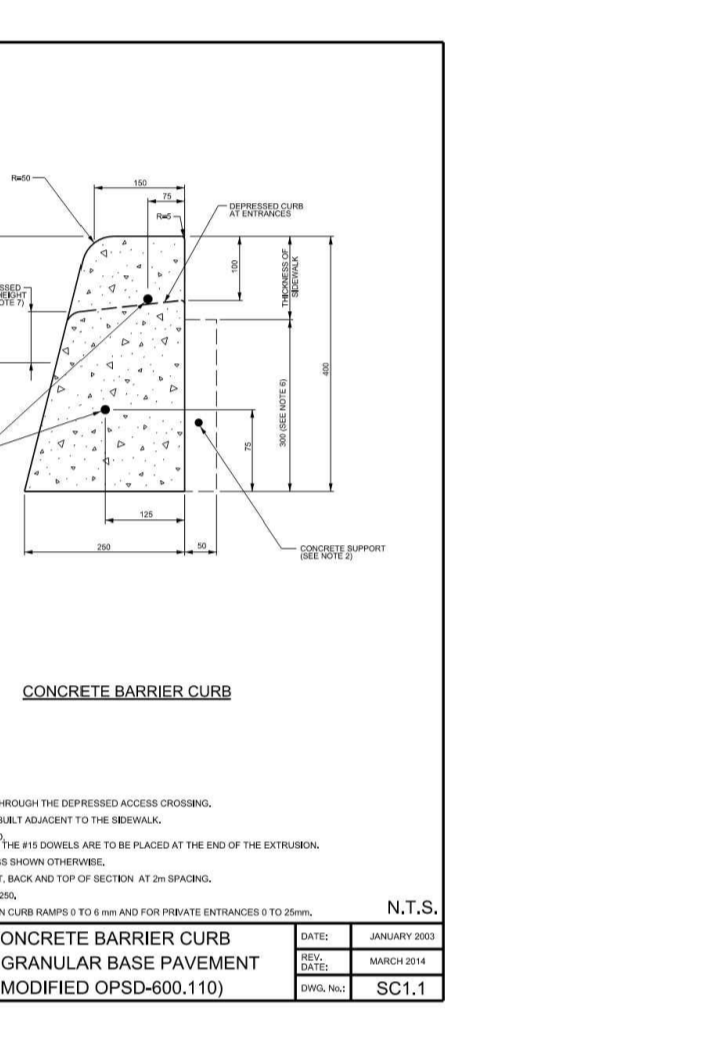 R=50
150
75
R=5
DEPRESSED CURB
AT ENTRANCES
100
THICKNESS OF
SIDEWALK
SSED
HEIGHT
OTE 7)
400
300 (SEE NOTE 6)
75
125
250
50
CONCRETE SUPPORT
(SEE NOTE 2)
CONCRETE BARRIER CURB
HROUGH THE DEPRESSED ACCESS CROSSING.
BUILT ADJACENT TO THE SIDEWALK.
THE #15 DOWELS ARE TO BE PLACED AT THE END OF THE EXTRUSION.
SS SHOWN OTHERWISE.
T, BACK AND TOP OF SECTION AT 2m SPACING.
250.
N CURB RAMPS 0 TO 6 mm AND FOR PRIVATE ENTRANCES 0 TO 25mm.
N.T.S.
ONCRETE BARRIER CURB
GRANULAR BASE PAVEMENT
MODIFIED OPSD-600.110)
DATE: JANUARY 2003
REV. DATE: MARCH 2014
DWG. No.: SC1.1